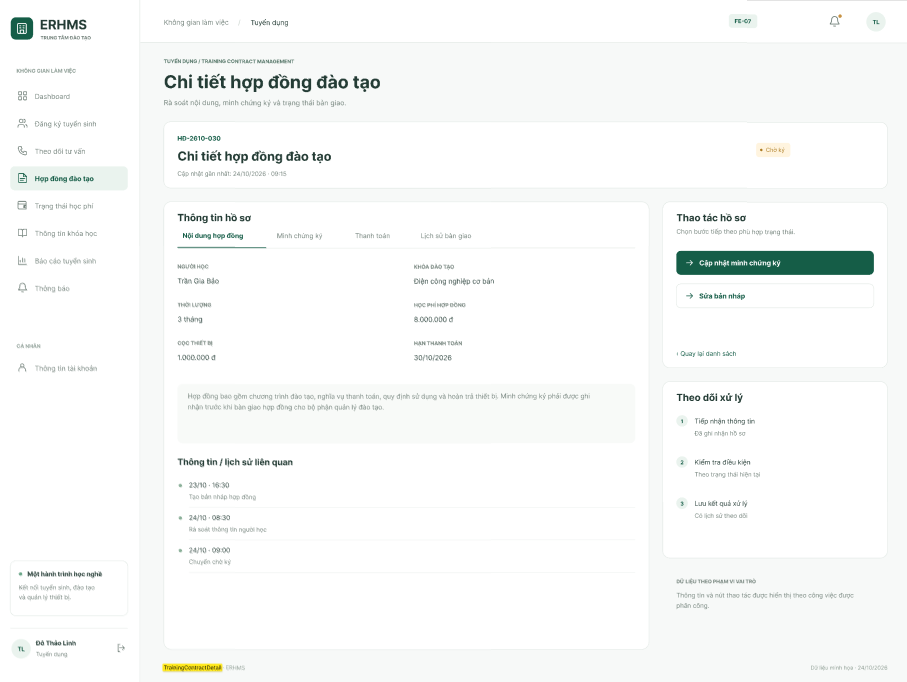 ERHMS
TRUNG TÂM ĐÀO TẠO
KHÔNG GIAN LÀM VIỆC
Dashboard
Đăng ký tuyển sinh
Theo dõi tư vấn
Hợp đồng đào tạo
Trạng thái học phí
Thông tin khóa học
Báo cáo tuyển sinh
Thông báo
CÁ NHÂN
Thông tin tài khoản
Một hành trình học nghề
Kết nối tuyển sinh, đào tạo
và quản lý thiết bị.
TL
Đỗ Thảo Linh
Tuyển dụng
Không gian làm việc / Tuyển dụng
FE-07
TL
TUYỂN DỤNG / TRAINING CONTRACT MANAGEMENT
Chi tiết hợp đồng đào tạo
Rà soát nội dung, minh chứng ký và trạng thái bàn giao.
HĐ-2610-030
Chi tiết hợp đồng đào tạo
Cập nhật gần nhất: 24/10/2026 · 09:15
Chờ ký
Thông tin hồ sơ
Nội dung hợp đồng Minh chứng ký Thanh toán Lịch sử bàn giao
NGƯỜI HỌC KHÓA ĐÀO TẠO
Trần Gia Bảo Điện công nghiệp cơ bản
THỜI LƯỢNG HỌC PHÍ HỢP ĐỒNG
3 tháng 8.000.000 đ
CỌC THIẾT BỊ HẠN THANH TOÁN
1.000.000 đ 30/10/2026
Hợp đồng bao gồm chương trình đào tạo, nghĩa vụ thanh toán, quy định sử dụng và hoàn trả thiết bị. Minh chứng ký phải được ghi
nhận trước khi bàn giao hợp đồng cho bộ phận quản lý đào tạo.
Thông tin / lịch sử liên quan
23/10 · 16:30
Tạo bản nháp hợp đồng
24/10 · 08:30
Rà soát thông tin người học
24/10 · 09:00
Chuyển chờ ký
Thao tác hồ sơ
Chọn bước tiếp theo phù hợp trạng thái.
→ Cập nhật minh chứng ký
→ Sửa bản nháp
‹ Quay lại danh sách
Theo dõi xử lý
1 Tiếp nhận thông tin
Đã ghi nhận hồ sơ
2 Kiểm tra điều kiện
Theo trạng thái hiện tại
3 Lưu kết quả xử lý
Có lịch sử theo dõi
DỮ LIỆU THEO PHẠM VI VAI TRÒ
Thông tin và nút thao tác được hiển thị theo công việc được
phân công.
TrainingContractDetail · ERHMS
Dữ liệu minh họa · 24/10/2026